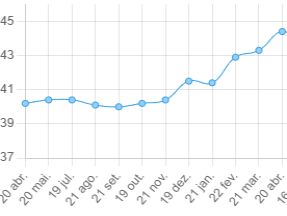 45
43
41
39
37
20 abr.
20 mai.
19 jul.
21 ago.
21 set.
19 out.
21 nov.
19 dez.
21 jan.
22 fev.
21 mar.
20 abr.
16